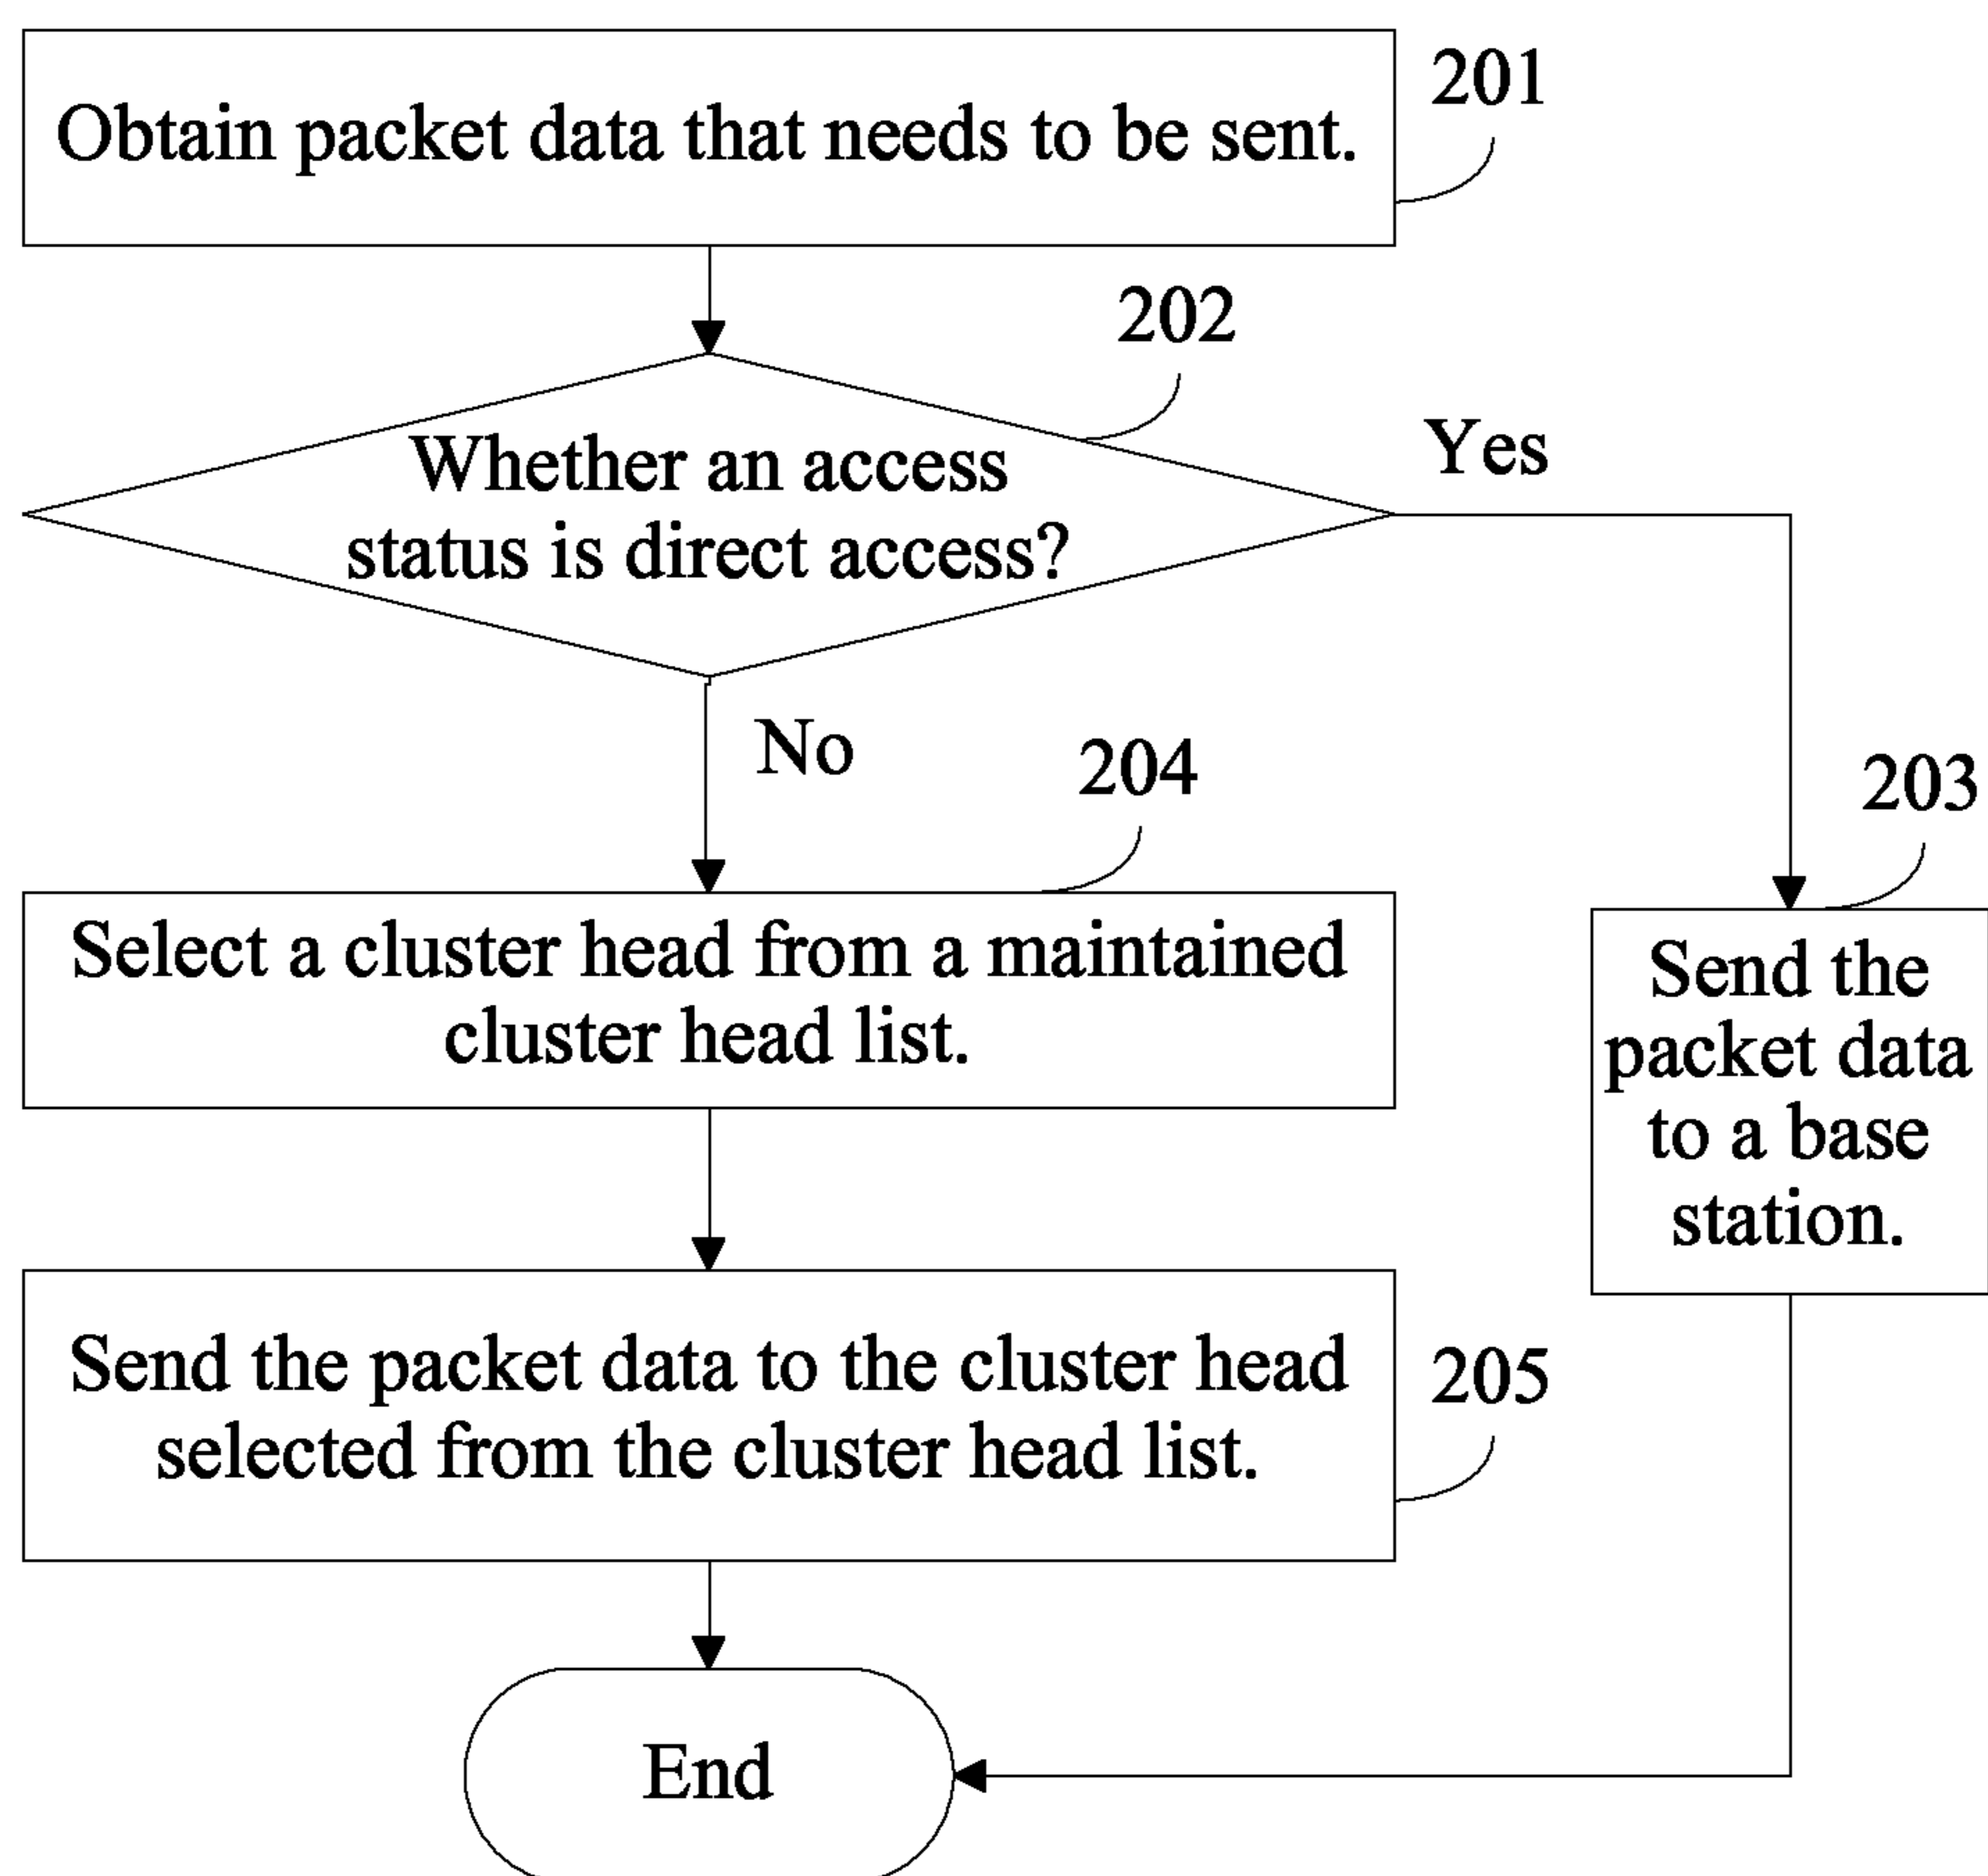 Obtain packet data that needs to be sent.
201
202
Whether an access
status is direct access?
Yes
No
204
203
Select a cluster head from a maintained
cluster head list.
Send the
packet data
to a base
station.
Send the packet data to the cluster head
selected from the cluster head list.
205
End